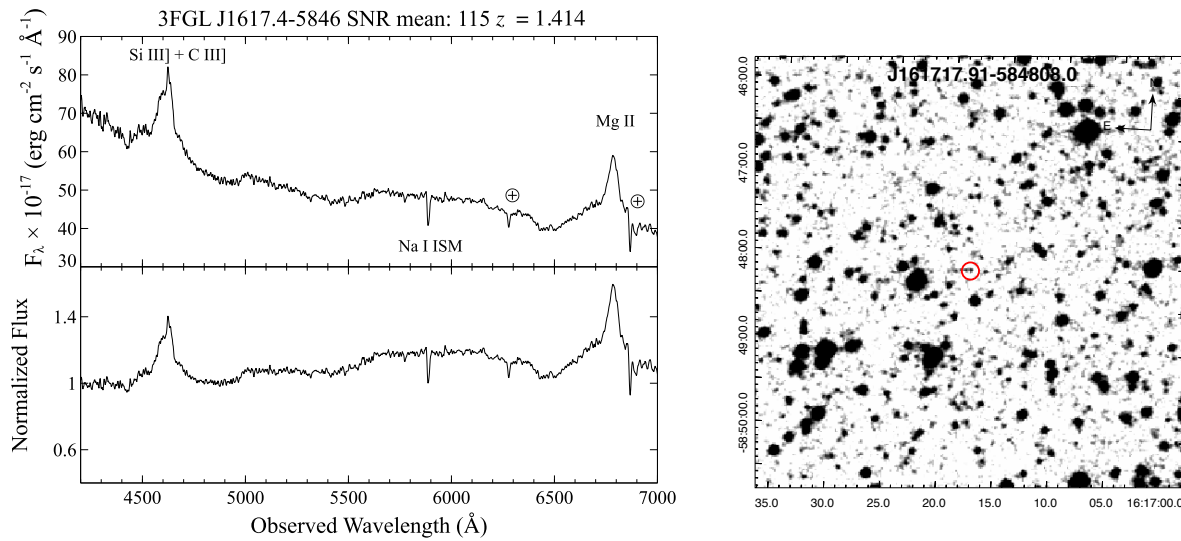 3FGL J1617.4-5846 SNR mean: 115 z = 1.414
Si III] + C III]
Mg II
Na I ISM
F_λ × 10^-17 (erg cm^-2 s^-1 Å^-1)
90
80
70
60
50
40
30
Normalized Flux
1.4
1
0.6
4500 5000 5500 6000 6500 7000
Observed Wavelength (Å)
J161717.91-584808.0
E
46:00.0
47:00.0
48:00.0
49:00.0
-58:50:00.0
35.0 30.0 25.0 20.0 15.0 10.0 05.0 16:17:00.0